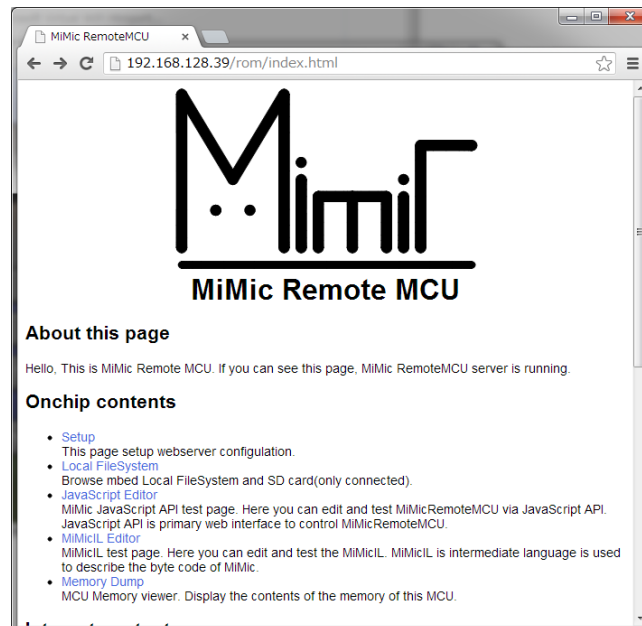 MiMic RemoteMCU
192.168.128.39/rom/index.html
MiMic
MiMic Remote MCU
About this page
Hello, This is MiMic Remote MCU. If you can see this page, MiMic RemoteMCU server is running.
Onchip contents
Setup
This page setup webserver configulation.
Local FileSystem
Browse mbed Local FileSystem and SD card(only connected).
JavaScript Editor
MiMic JavaScript API test page. Here you can edit and test MiMicRemoteMCU via JavaScript API.
JavaScript API is primary web interface to control MiMicRemoteMCU.
MiMicIL Editor
MiMicIL test page. Here you can edit and test the MiMicIL. MiMicIL is intermediate language is used
to describe the byte code of MiMic.
Memory Dump
MCU Memory viewer. Display the contents of the memory of this MCU.